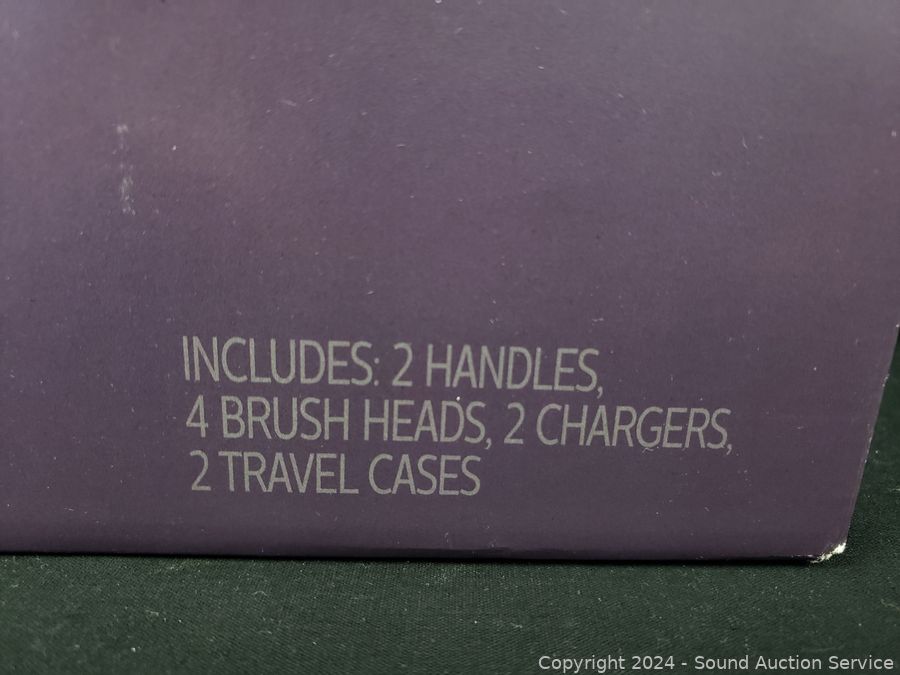 INCLUDES: 2 HANDLES,
4 BRUSH HEADS, 2 CHARGERS,
2 TRAVEL CASES
Copyright 2024 - Sound Auction Service